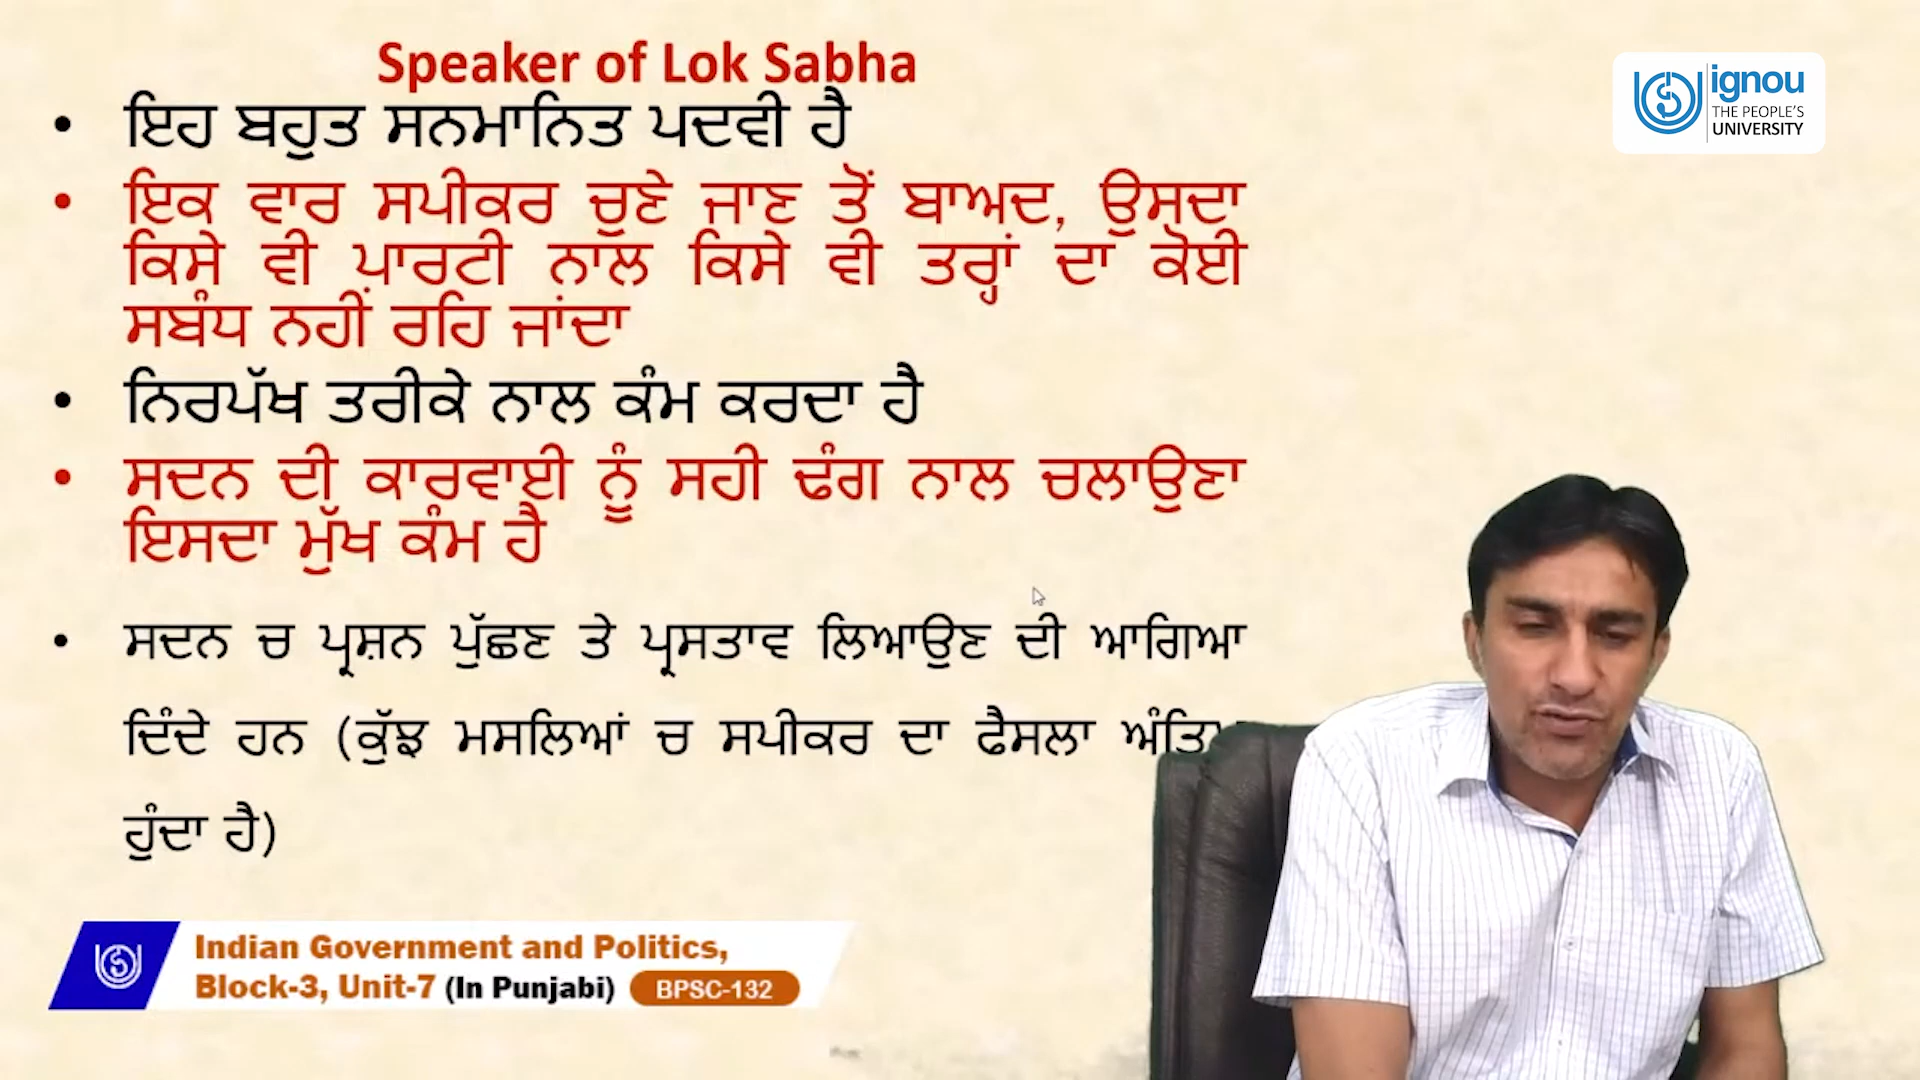 Speaker of Lok Sabha
• ਇਹ ਬਹੁਤ ਸਨਮਾਨਿਤ ਪਦਵੀ ਹੈ
• ਇਕ ਵਾਰ ਸਪੀਕਰ ਚੁਣੇ ਜਾਣ ਤੋਂ ਬਾਅਦ, ਉਸਦਾ
ਕਿਸੇ ਵੀ ਪਾਰਟੀ ਨਾਲ ਕਿਸੇ ਵੀ ਤਰ੍ਹਾਂ ਦਾ ਕੋਈ
ਸਬੰਧ ਨਹੀਂ ਰਹਿ ਜਾਂਦਾ
• ਨਿਰਪੱਖ ਤਰੀਕੇ ਨਾਲ ਕੰਮ ਕਰਦਾ ਹੈ
• ਸਦਨ ਦੀ ਕਾਰਵਾਈ ਨੂੰ ਸਹੀ ਢੰਗ ਨਾਲ ਚਲਾਉਣਾ
ਇਸਦਾ ਮੁੱਖ ਕੰਮ ਹੈ
• ਸਦਨ ਚ ਪ੍ਰਸ਼ਨ ਪੁੱਛਣ ਤੇ ਪ੍ਰਸਤਾਵ ਲਿਆਉਣ ਦੀ ਆਗਿਆ
ਦਿੰਦੇ ਹਨ (ਕੁੱਝ ਮਸਲਿਆਂ ਚ ਸਪੀਕਰ ਦਾ ਫੈਸਲਾ
ਹੁੰਦਾ ਹੈ)
ignou
THE PEOPLE'S
UNIVERSITY
Indian Government and Politics,
Block-3, Unit-7 (In Punjabi) BPSC-132